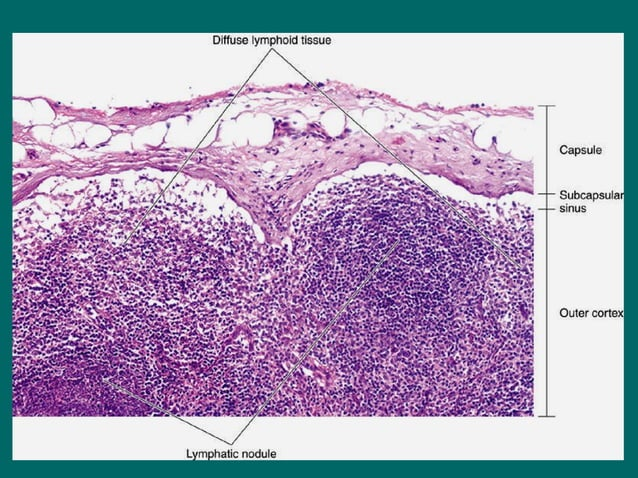 Diffuse lymphoid tissue
Capsule
Subcapsular
sinus
Outer cortex
Lymphatic nodule